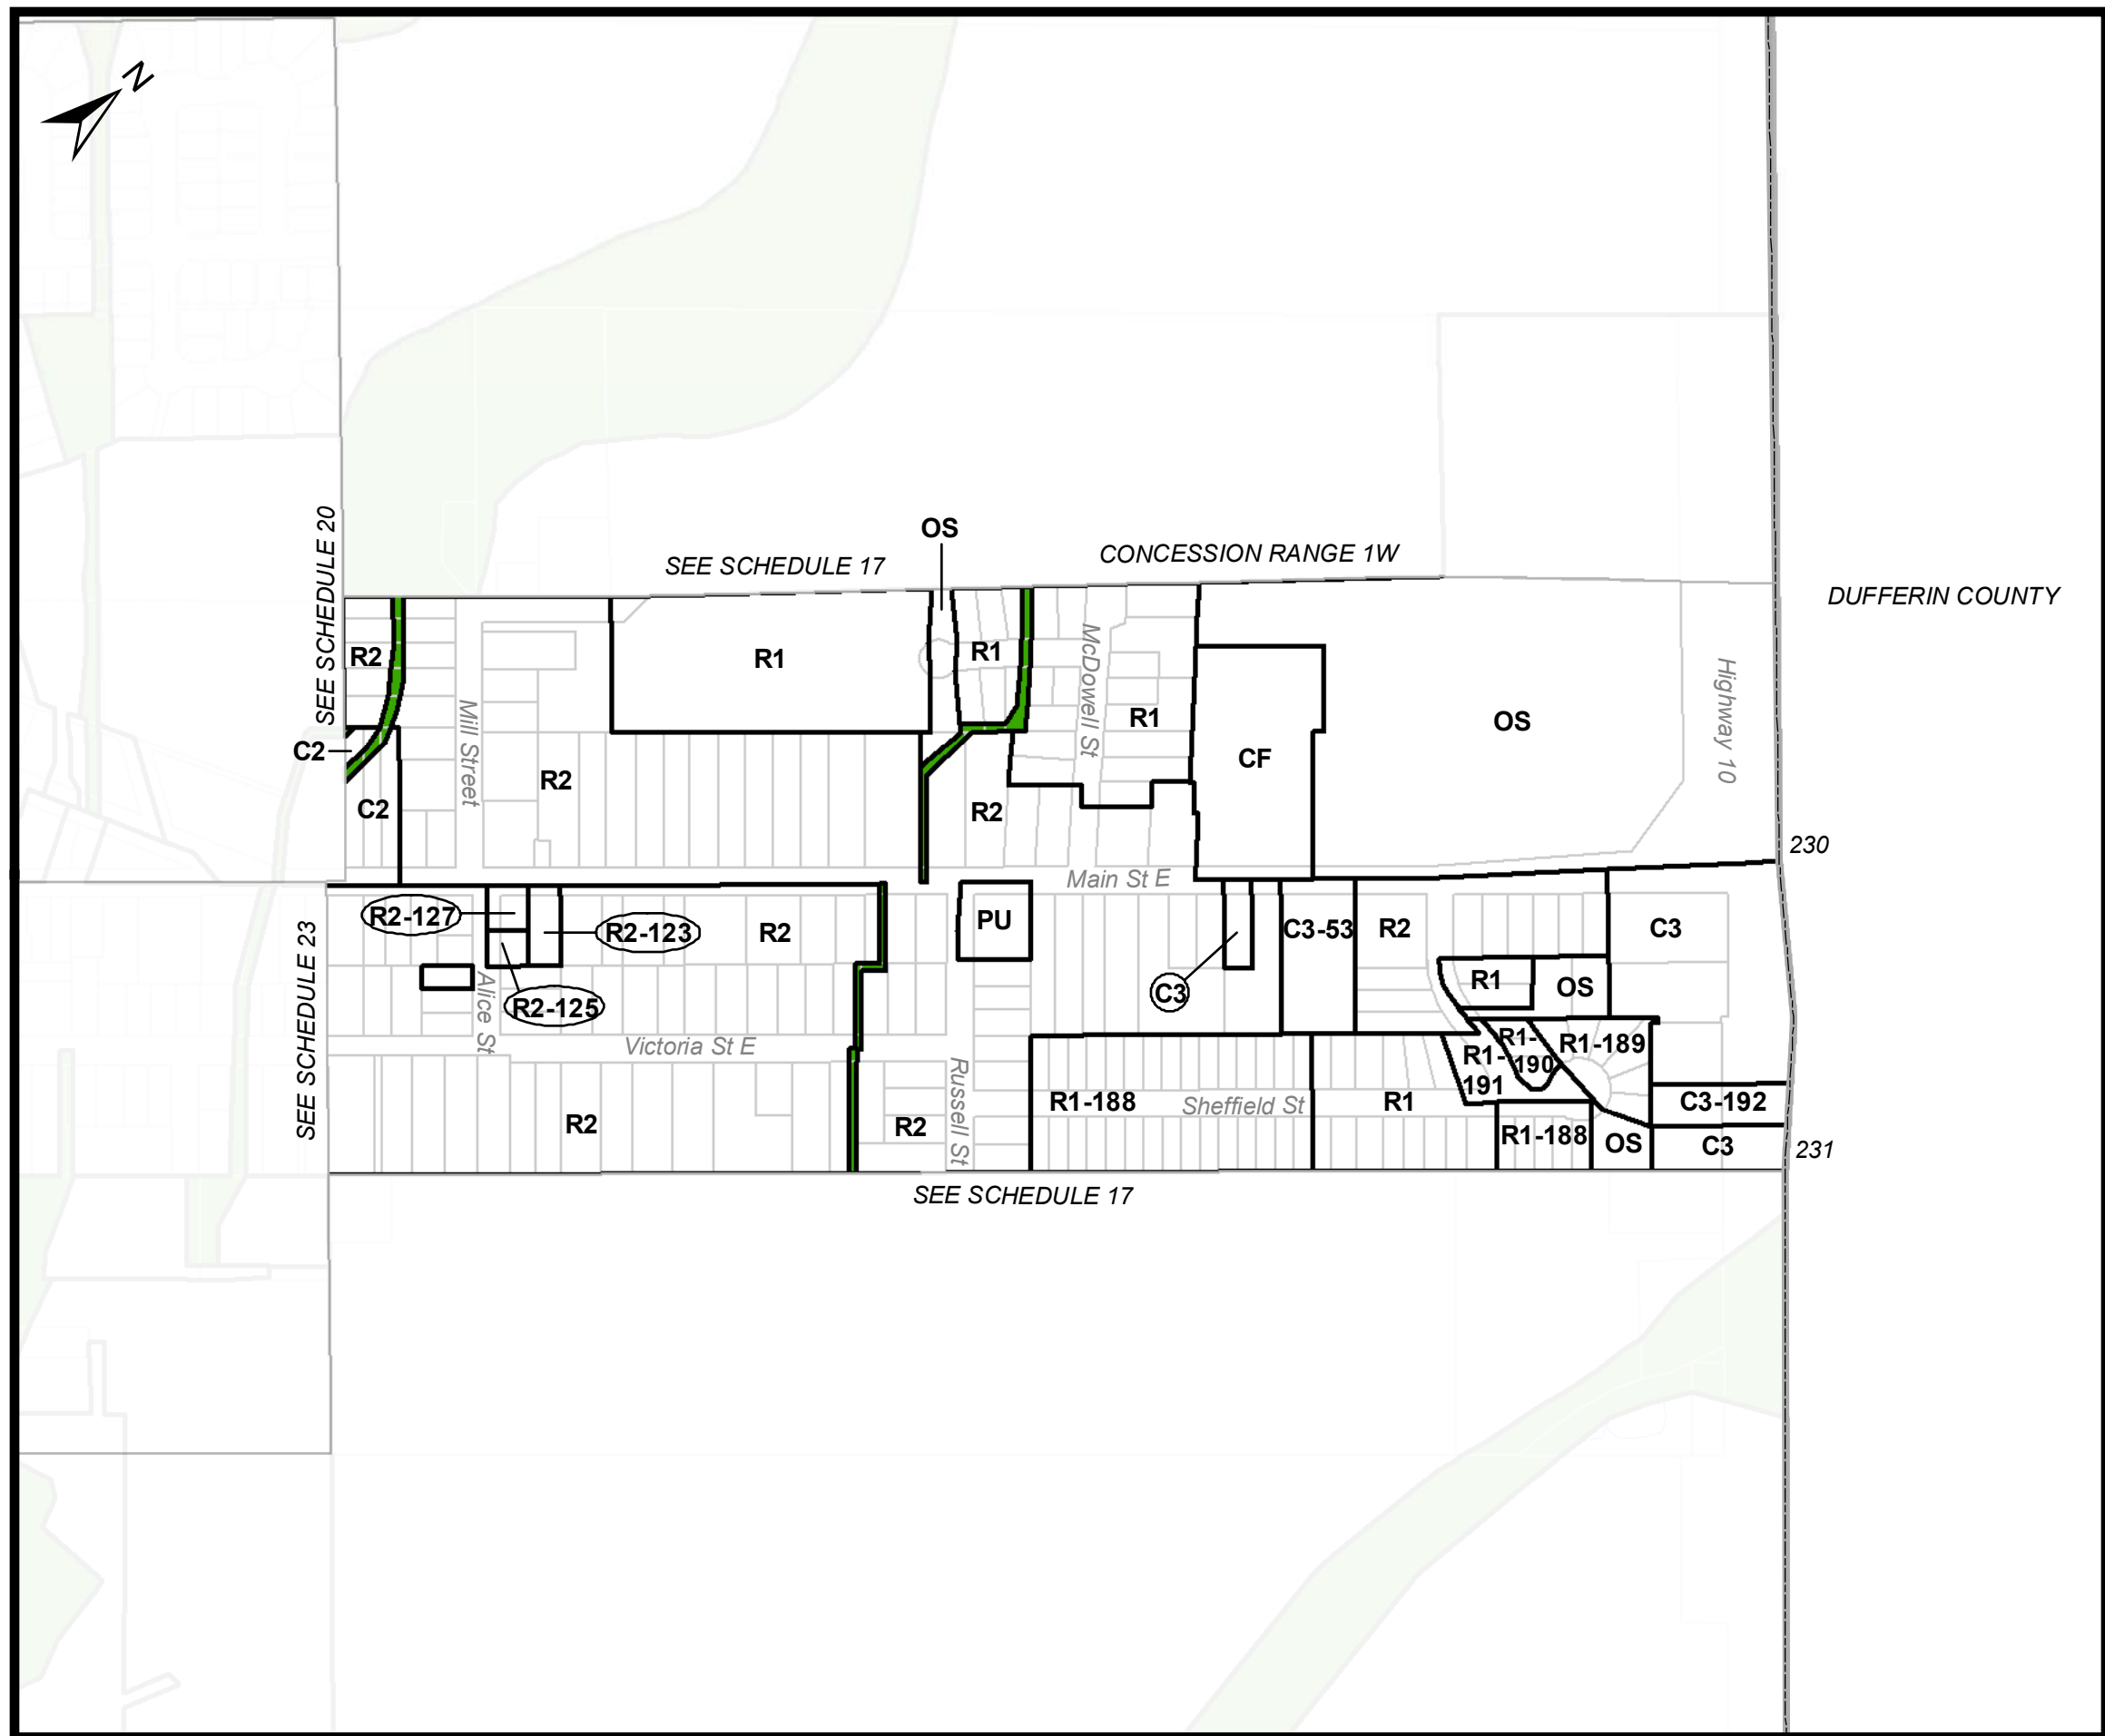 N
SEE SCHEDULE 20
OS
SEE SCHEDULE 17
CONCESSION RANGE 1W
DUFFERIN COUNTY
R2
Mill Street
R1
R1
McDowell St
R1
OS
Highway 10
C2
C2
R2
R2
CF
230
Main St E
SEE SCHEDULE 23
R2-127
R2-123
R2
PU
C3-53
R2
C3
R2-125
Alice St
C3
R1
OS
Victoria St E
R1-
190
R1-189
R1-
191
R2
R2
Russell St
R1-188
Sheffield St
R1
C3-192
R1-188
OS
C3
231
SEE SCHEDULE 17